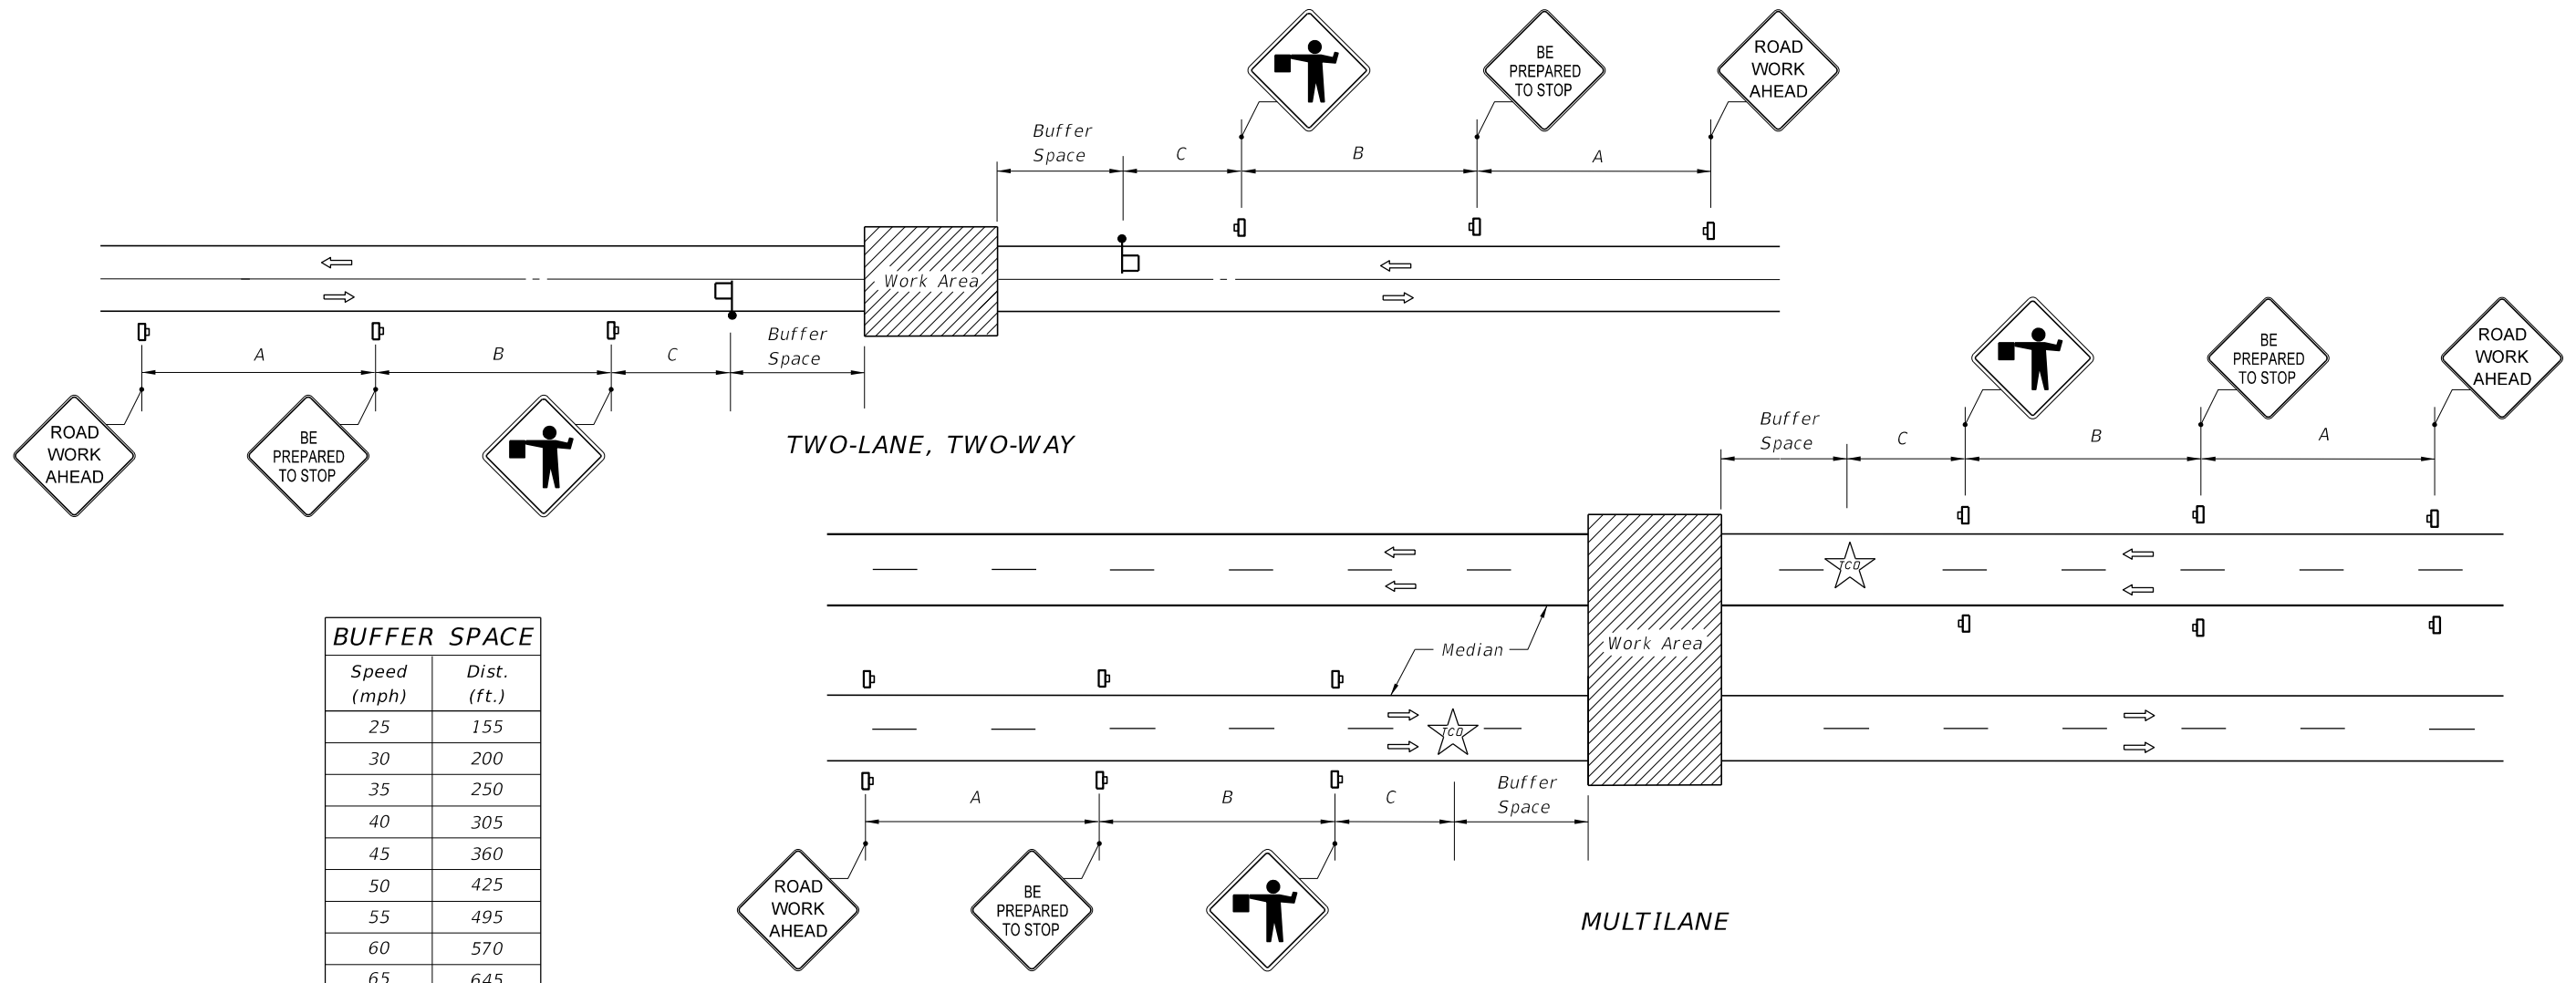 BE
PREPARED
TO STOP
ROAD
WORK
AHEAD
Buffer
Space
C
B
A
Work Area
A
B
C
Buffer
Space
ROAD
WORK
AHEAD
BE
PREPARED
TO STOP
TWO-LANE, TWO-WAY
BE
PREPARED
TO STOP
ROAD
WORK
AHEAD
Buffer
Space
C
B
A
TCO
Median
Work Area
TCO
A
B
C
Buffer
Space
ROAD
WORK
AHEAD
BE
PREPARED
TO STOP
MULTILANE
BUFFER SPACE
Speed
(mph)
Dist.
(ft.)
25 155
30 200
35 250
40 305
45 360
50 425
55 495
60 570
65 645